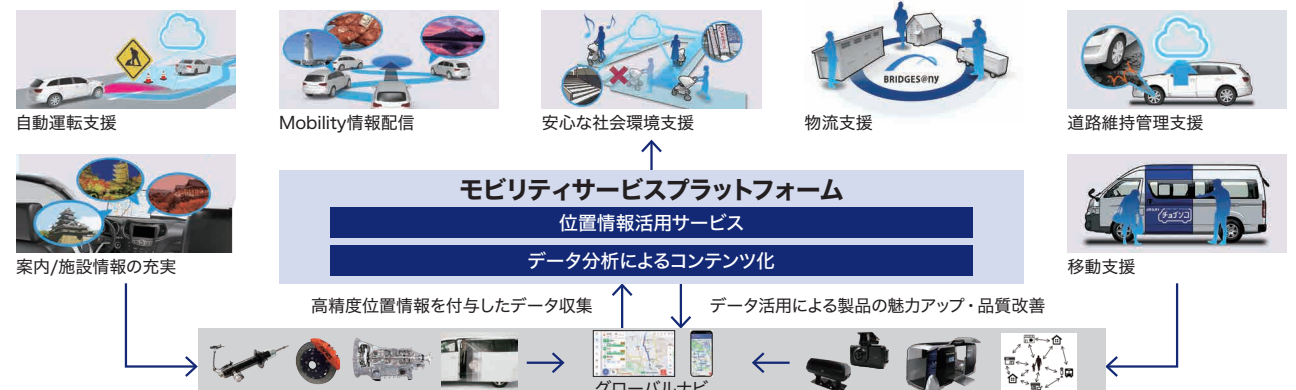 自動運転支援
Mobility情報配信
安心な社会環境支援
BRIDGES@ny
物流支援
道路維持管理支援
モビリティサービスプラットフォーム
位置情報活用サービス
データ分析によるコンテンツ化
チョイソコ
案内/施設情報の充実
移動支援
高精度位置情報を付与したデータ収集
データ活用による製品の魅力アップ・品質改善
グローバルナビ